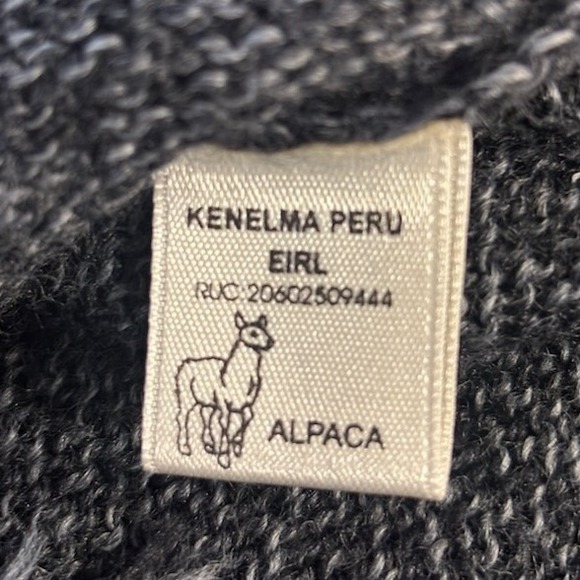 KENELMA PERU
EIRL
RUC:20602509444
ALPACA